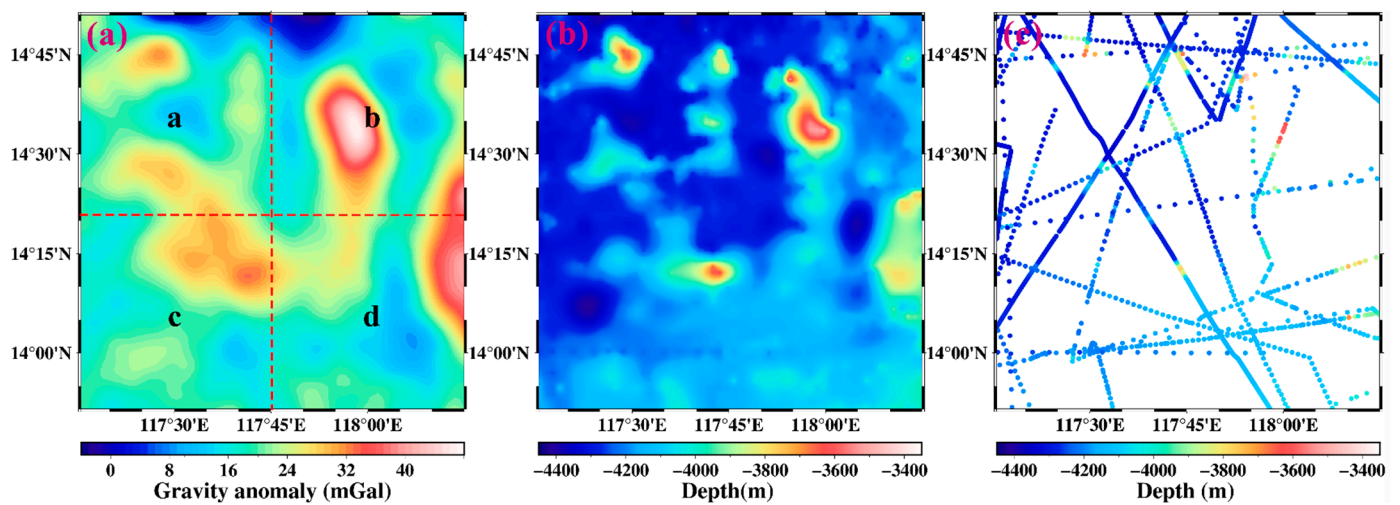 (a)
14°45'N
14°30'N
14°15'N
14°00'N
a
b
c
d
117°30'E 117°45'E 118°00'E
0 8 16 24 32 40
Gravity anomaly (mGal)
(b)
14°45'N
14°30'N
14°15'N
14°00'N
117°30'E 117°45'E 118°00'E
−4400 −4200 −4000 −3800 −3600 −3400
Depth(m)
(c)
14°45'N
14°30'N
14°15'N
14°00'N
117°30'E 117°45'E 118°00'E
−4400 −4200 −4000 −3800 −3600 −3400
Depth (m)